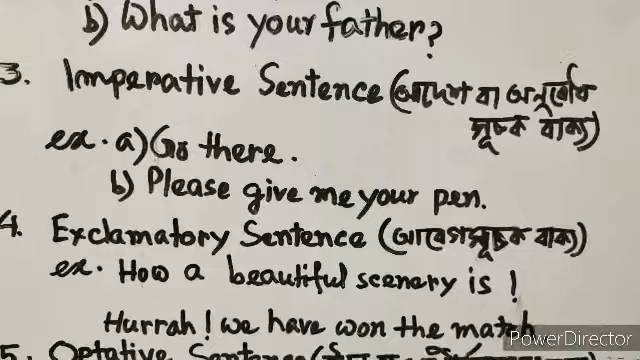 b) What is your father?
3. Imperative Sentence (আদেশ বা অনুরোধ
সূচক বাক্য)
ex. a) Go there.
b) Please give me your pen.
4. Exclamatory Sentence (আবেগসূচক বাক্য)
ex. How a beautiful scenery is !
Hurrah! we have won the match
PowerDirector
5. Optative Sentence (